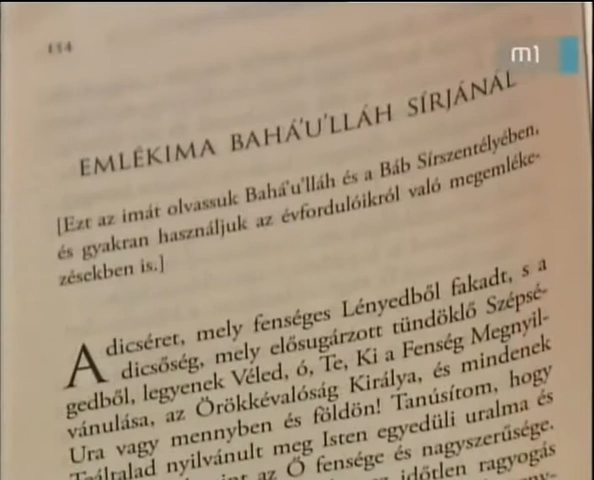 154
m1
EMLÉKIMA BAHÁ'U'LLÁH SÍRJÁNÁL
[Ezt az imát olvassuk Bahá'u'lláh és a Báb Sírszentélyében,
és gyakran használjuk az évfordulóikról való megemléke-
zésekben is.]
A dicséret, mely fenséges Lényedből fakadt, s a
dicsőség, mely elősugárzott tündöklő Szépsé-
gedből, legyenek Véled, ó, Te, Ki a Fenség Megnyil-
vánulása, az Örökkévalóság Királya, és mindenek
Ura vagy mennyben és földön! Tanúsítom, hogy
Teáltalad nyilvánult meg Isten egyedüli uralma és
az Ő fensége és nagyszerűsége.
időtlen ragyogás